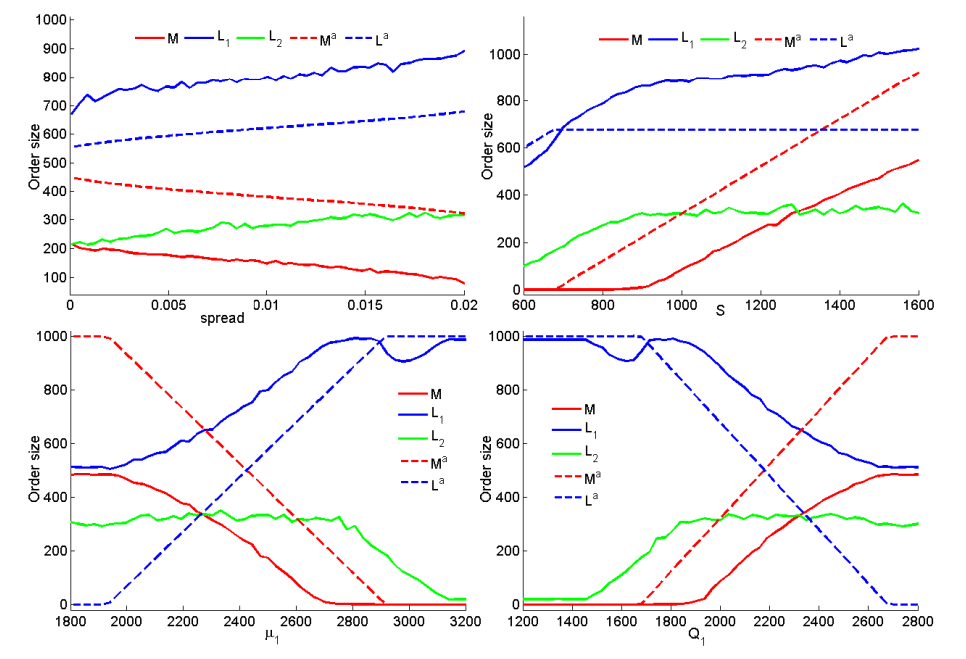 M L1 L2 Mᵃ Lᵃ
Order size
1000
900
800
700
600
500
400
300
200
100
0 0.005 0.01 0.015 0.02
spread
M L1 L2 Mᵃ Lᵃ
Order size
1000
800
600
400
200
0
600 800 1000 1200 1400 1600
S
M
L1
L2
Mᵃ
Lᵃ
Order size
1000
800
600
400
200
0
1800 2000 2200 2400 2600 2800 3000 3200
μ1
M
L1
L2
Mᵃ
Lᵃ
Order size
1000
800
600
400
200
0
1200 1400 1600 1800 2000 2200 2400 2600 2800
Q1